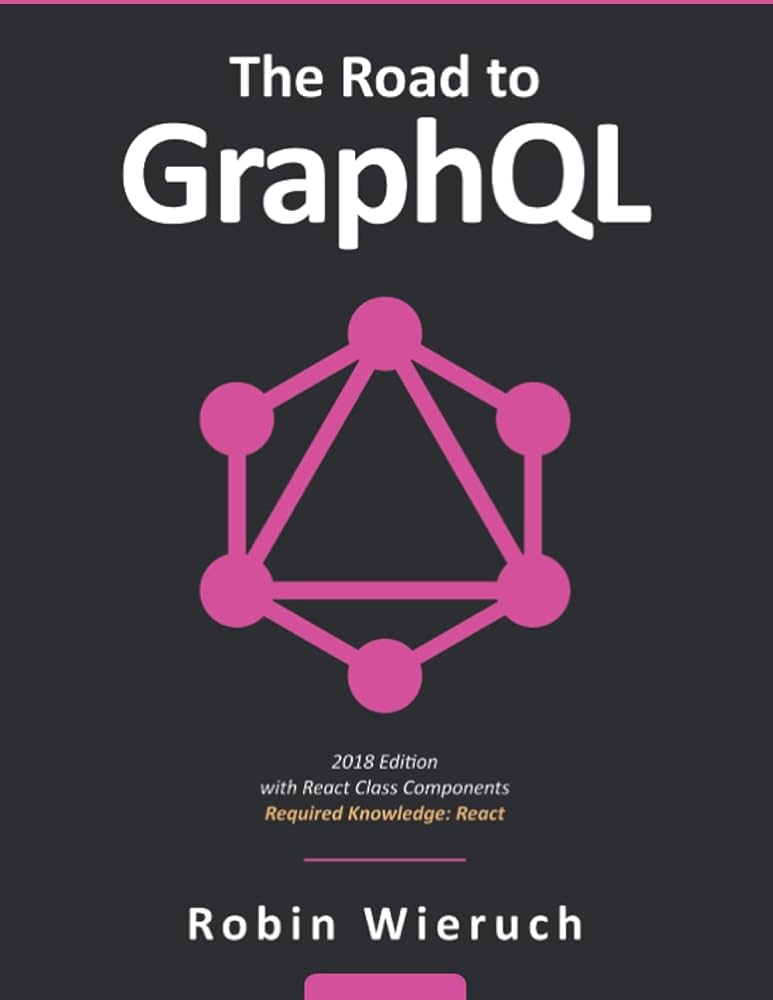 The Road to
GraphQL
2018 Edition
with React Class Components
Required Knowledge: React
Robin Wieruch